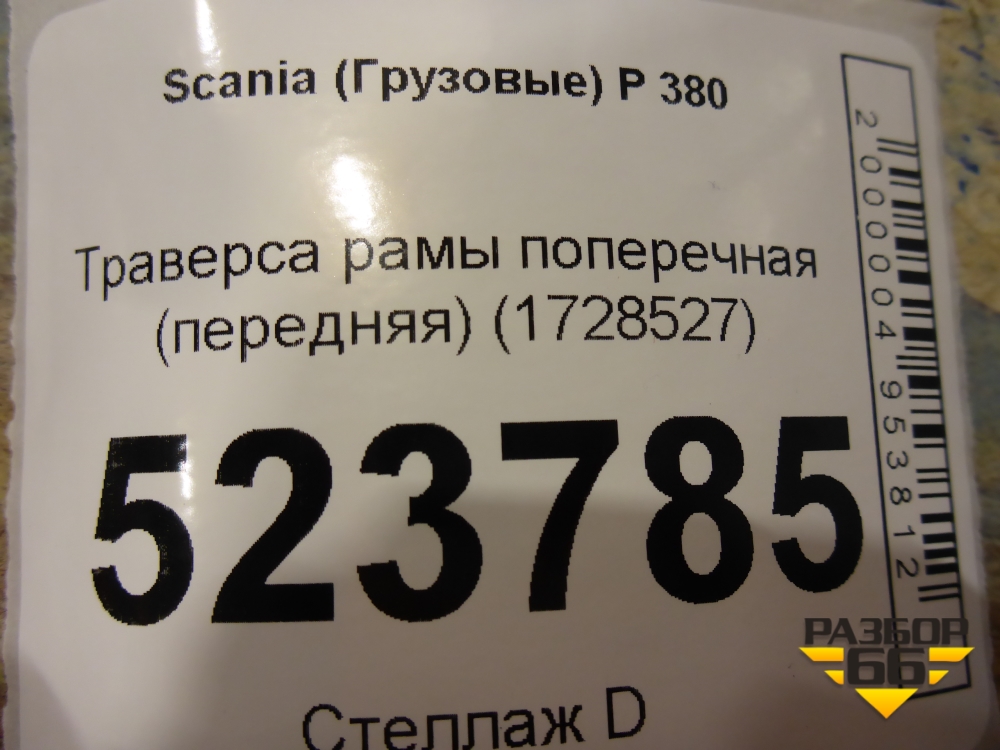 Scania (Грузовые) P 380
Траверса рамы поперечная
(передняя) (1728527)
523785
Стеллаж D
2000004953812
РАЗБОР
66